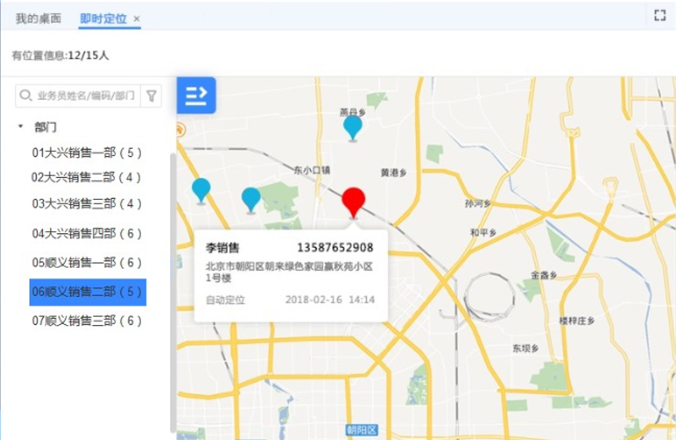 我的桌面 即时定位 ×
有位置信息:12/15人
业务员姓名/编码/部门
部门
01大兴销售一部（5）
02大兴销售二部（4）
03大兴销售三部（4）
04大兴销售四部（6）
05顺义销售一部（6）
06顺义销售二部（5）
07顺义销售三部（6）
燕丹乡
东小口镇
黄港乡
孙河乡
和平乡
李销售 13587652908
北京市朝阳区朝来绿色家园赢秋苑小区
1号楼
自动定位 2018-02-16 14:14
金盏乡
楼梓庄乡
东坝乡
朝阳区